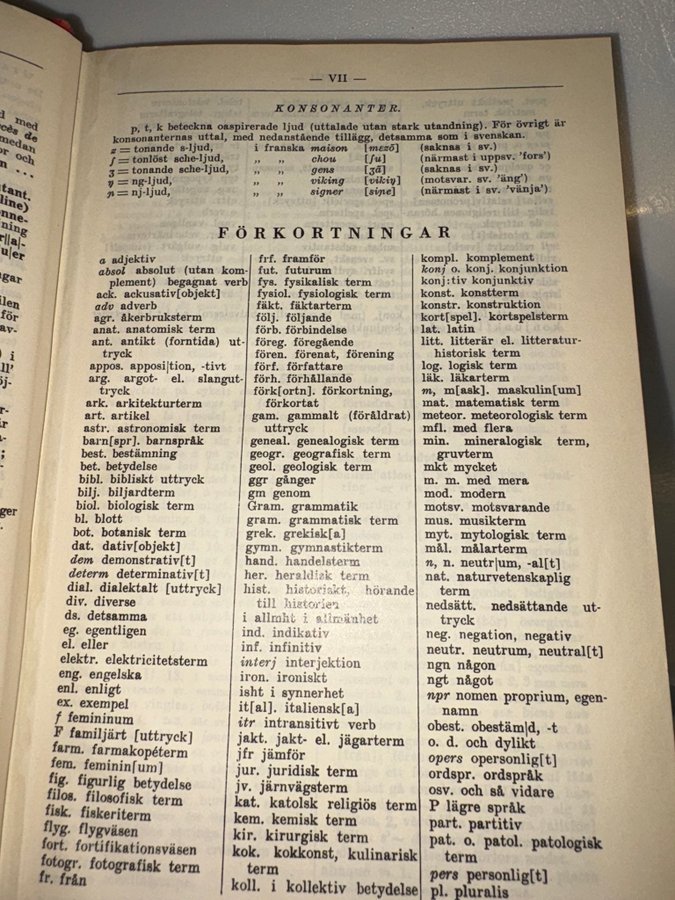 — VII —
KONSONANTER.
p, t, k beteckna oaspirerade ljud (uttalade utan stark utandning). För övrigt är
konsonanternas uttal, med nedanstående tillägg, detsamma som i svenskan.
z = tonande s-ljud, i franska maison [mezõ] (saknas i sv.)
ʃ = tonlöst sche-ljud, „ „ chou [ʃu] (närmast i uppsv. 'fors')
ʒ = tonande sche-ljud, „ „ gens [ʒã] (saknas i sv.)
ŋ = ng-ljud, „ „ viking [vikiŋ] (motsvar. sv. 'äng')
ɲ = nj-ljud, „ „ signer [siɲe] (närmast i sv. 'vänja')
FÖRKORTNINGAR
a adjektiv
absol absolut (utan kom-
plement) begagnat verb
ack. ackusativ[objekt]
adv adverb
agr. åkerbruksterm
anat. anatomisk term
ant. antikt (forntida) ut-
tryck
appos. apposi|tion, -tivt
arg. argot- el. slangut-
tryck
ark. arkitekturterm
art. artikel
astr. astronomisk term
barn[spr]. barnspråk
best. bestämning
bet. betydelse
bibl. bibliskt uttryck
bilj. biljardterm
biol. biologisk term
bl. blott
bot. botanisk term
dat. dativ[objekt]
dem demonstrativ[t]
determ determinativ[t]
dial. dialektalt [uttryck]
div. diverse
ds. detsamma
eg. egentligen
el. eller
elektr. elektricitetsterm
eng. engelska
enl. enligt
ex. exempel
f femininum
F familjärt [uttryck]
farm. farmakopéterm
fem. feminin[um]
fig. figurlig betydelse
filos. filosofisk term
fisk. fiskeriterm
flyg. flygväsen
fort. fortifikationsväsen
fotogr. fotografisk term
fr. från
frf. framför
fut. futurum
fys. fysikalisk term
fysiol. fysiologisk term
fäkt. fäktarterm
följ. följande
förb. förbindelse
föreg. föregående
fören. förenat, förening
förf. författare
förh. förhållande
förk[ortn]. förkortning,
förkortat
gam. gammalt (föråldrat)
uttryck
geneal. genealogisk term
geogr. geografisk term
geol. geologisk term
ggr gånger
gm genom
Gram. grammatik
gram. grammatisk term
grek. grekisk[a]
gymn. gymnastikterm
hand. handelsterm
her. heraldisk term
hist. historiskt, hörande
till historien
i allmht i allmänhet
ind. indikativ
inf. infinitiv
interj interjektion
iron. ironiskt
isht i synnerhet
it[al]. italiensk[a]
itr intransitivt verb
jakt. jakt- el. jägarterm
jfr jämför
jur. juridisk term
jv. järnvägsterm
kat. katolsk religiös term
kem. kemisk term
kir. kirurgisk term
kok. kokkonst, kulinarisk
term
koll. i kollektiv betydelse
kompl. komplement
konj o. konj. konjunktion
konj:tiv konjunktiv
konst. konstterm
konstr. konstruktion
kort[spel]. kortspelsterm
lat. latin
litt. litterär el. litteratur-
historisk term
log. logisk term
läk. läkarterm
m, m[ask]. maskulin[um]
mat. matematisk term
meteor. meteorologisk term
mfl. med flera
min. mineralogisk term,
gruvterm
mkt mycket
m. m. med mera
mod. modern
motsv. motsvarande
mus. musikterm
myt. mytologisk term
mål. målarterm
n, n. neutr|um, -al[t]
nat. naturvetenskaplig
term
nedsätt. nedsättande ut-
tryck
neg. negation, negativ
neutr. neutrum, neutral[t]
ngn någon
ngt något
npr nomen proprium, egen-
namn
obest. obestäm|d, -t
o. d. och dylikt
opers opersonlig[t]
ordspr. ordspråk
osv. och så vidare
P lägre språk
part. partitiv
pat. o. patol. patologisk
term
pers personlig[t]
pl. pluralis